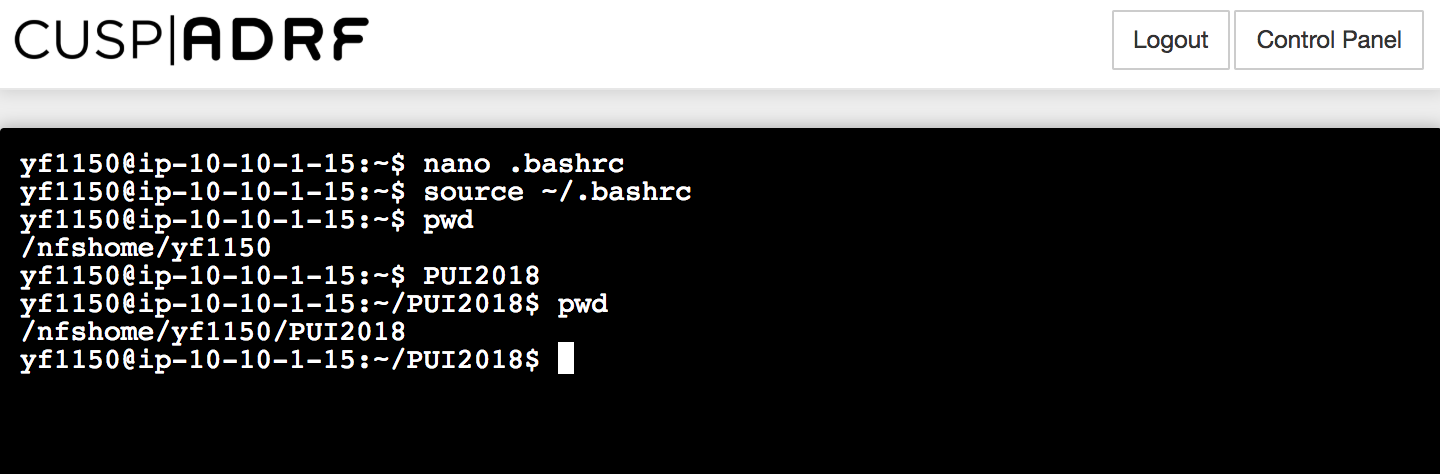 CUSP|ADRF
Logout
Control Panel
yf1150@ip-10-10-1-15:~$ nano .bashrc
yf1150@ip-10-10-1-15:~$ source ~/.bashrc
yf1150@ip-10-10-1-15:~$ pwd
/nfshome/yf1150
yf1150@ip-10-10-1-15:~$ PUI2018
yf1150@ip-10-10-1-15:~/PUI2018$ pwd
/nfshome/yf1150/PUI2018
yf1150@ip-10-10-1-15:~/PUI2018$